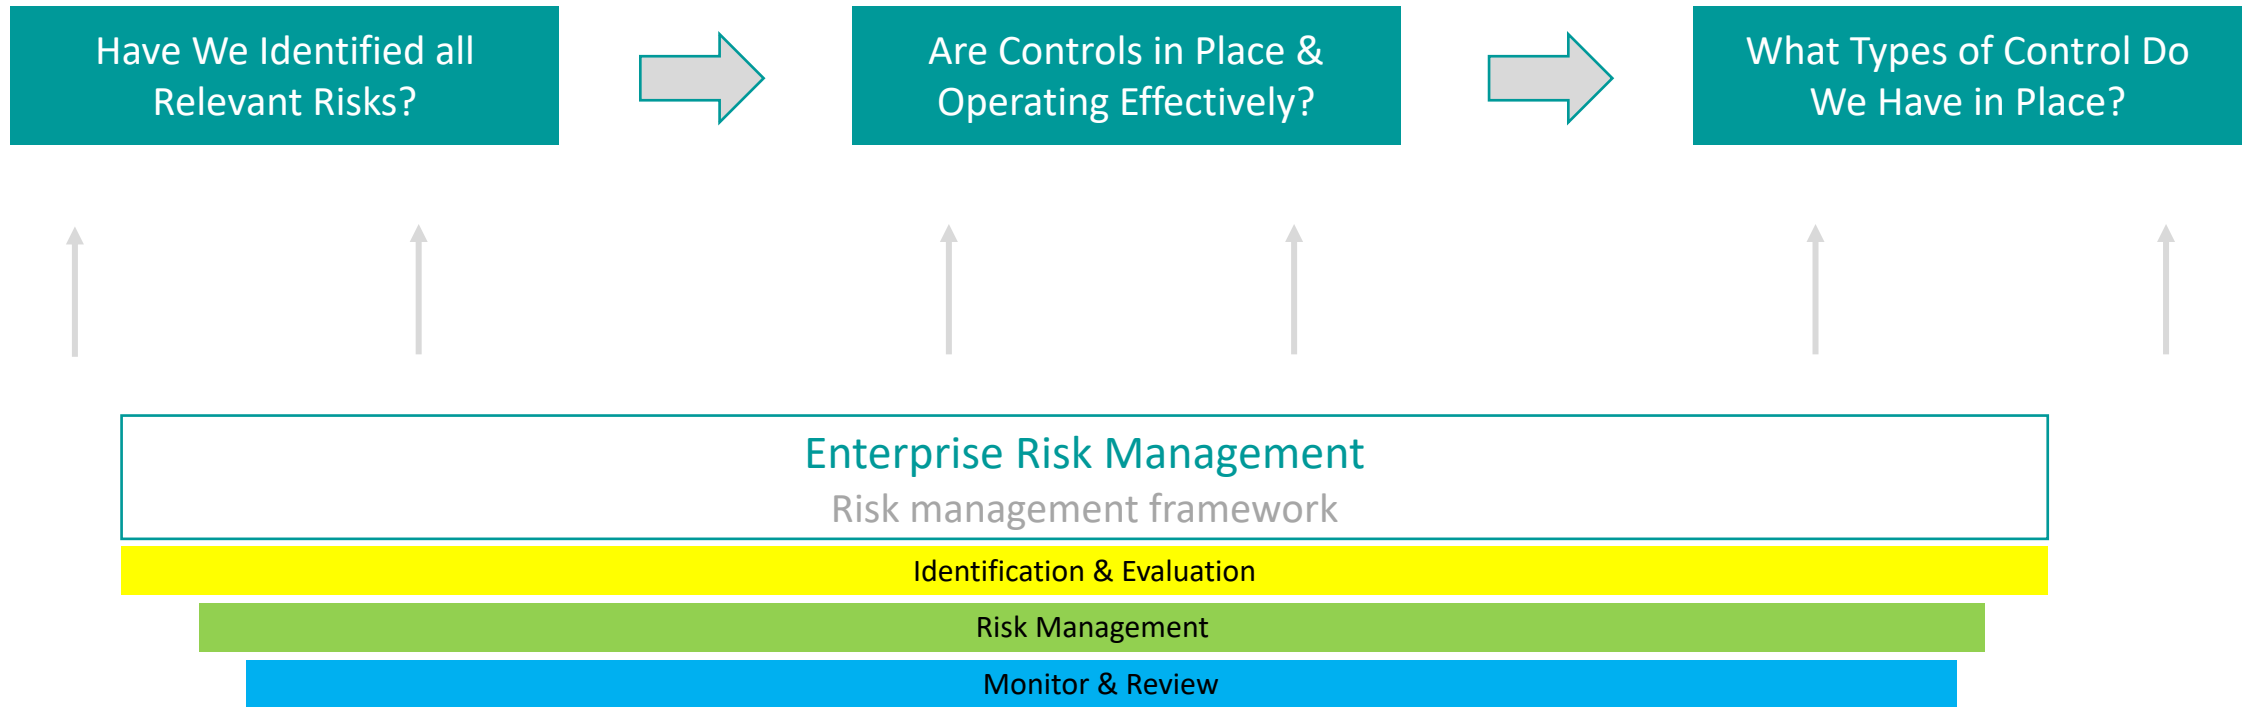 Have We Identified all
Relevant Risks?
Are Controls in Place &
Operating Effectively?
What Types of Control Do
We Have in Place?
Enterprise Risk Management
Risk management framework
Identification & Evaluation
Risk Management
Monitor & Review